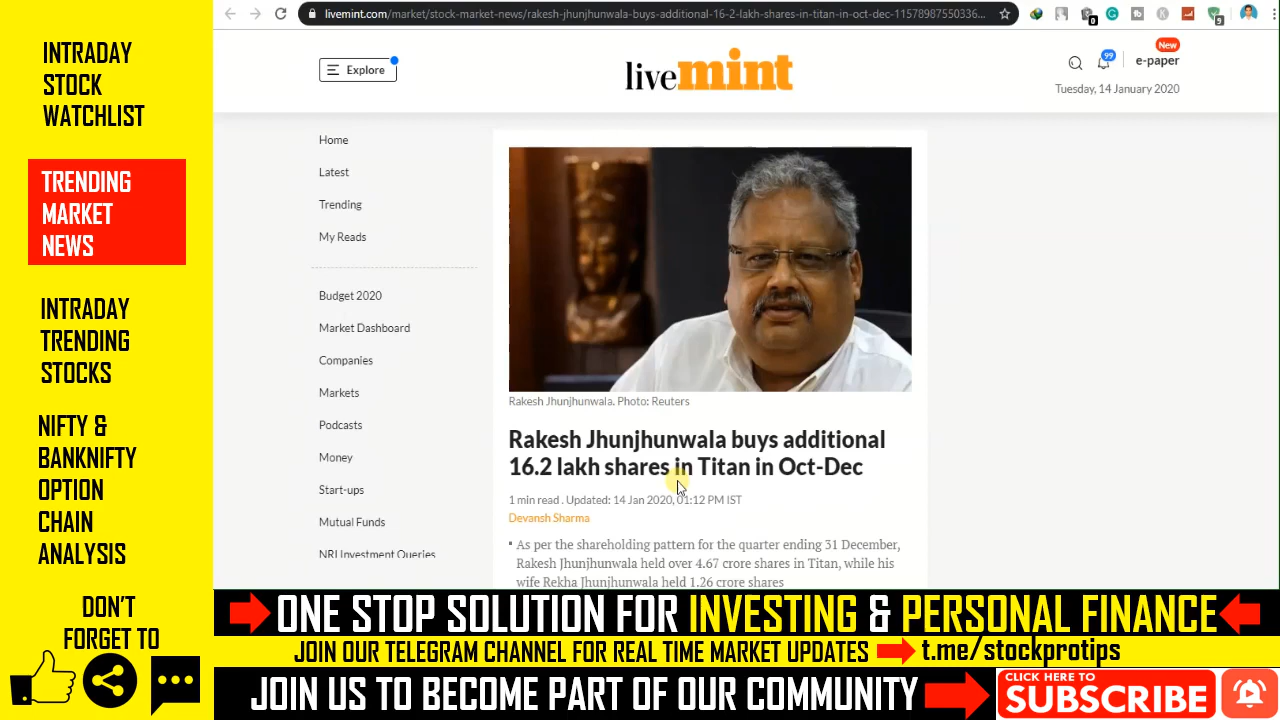 INTRADAY
STOCK
WATCHLIST
TRENDING
MARKET
NEWS
INTRADAY
TRENDING
STOCKS
NIFTY &
BANKNIFTY
OPTION
CHAIN
ANALYSIS
DON'T
FORGET TO
livemint.com/market/stock-market-news/rakesh-jhunjhunwala-buys-additional-16-2-lakh-shares-in-titan-in-oct-dec-11578987550336...
0
9
Explore
livemint
99
New
e-paper
Tuesday, 14 January 2020
Home
Latest
Trending
My Reads
Budget 2020
Market Dashboard
Companies
Markets
Podcasts
Money
Start-ups
Mutual Funds
NRI Investment Queries
Rakesh Jhunjhunwala. Photo: Reuters
Rakesh Jhunjhunwala buys additional
16.2 lakh shares in Titan in Oct-Dec
1 min read . Updated: 14 Jan 2020, 01:12 PM IST
Devansh Sharma
As per the shareholding pattern for the quarter ending 31 December,
Rakesh Jhunjhunwala held over 4.67 crore shares in Titan, while his
wife Rekha Jhunjhunwala held 1.26 crore shares
ONE STOP SOLUTION FOR INVESTING & PERSONAL FINANCE
JOIN OUR TELEGRAM CHANNEL FOR REAL TIME MARKET UPDATES t.me/stockprotips
JOIN US TO BECOME PART OF OUR COMMUNITY
CLICK HERE TO
SUBSCRIBE